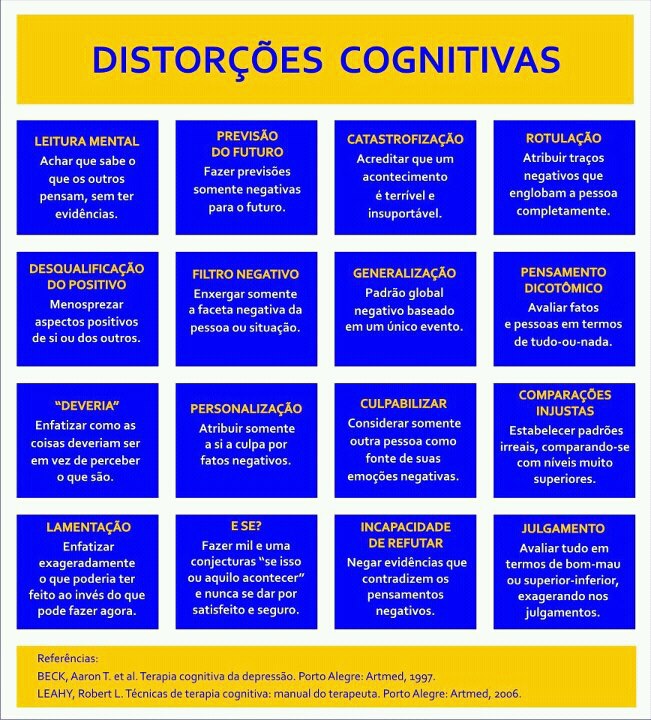 DISTORÇÕES COGNITIVAS
LEITURA MENTAL
Achar que sabe o
que os outros
pensam, sem ter
evidências.
PREVISÃO
DO FUTURO
Fazer previsões
somente negativas
para o futuro.
CATASTROFIZAÇÃO
Acreditar que um
acontecimento
é terrível e
insuportável.
ROTULAÇÃO
Atribuir traços
negativos que
englobam a pessoa
completamente.
DESQUALIFICAÇÃO
DO POSITIVO
Menosprezar
aspectos positivos
de si ou dos outros.
FILTRO NEGATIVO
Enxergar somente
a faceta negativa da
pessoa ou situação.
GENERALIZAÇÃO
Padrão global
negativo baseado
em um único evento.
PENSAMENTO
DICOTÔMICO
Avaliar fatos
e pessoas em termos
de tudo-ou-nada.
“DEVERIA”
Enfatizar como as
coisas deveriam ser
em vez de perceber
o que são.
PERSONALIZAÇÃO
Atribuir somente
a si a culpa por
fatos negativos.
CULPABILIZAR
Considerar somente
outra pessoa como
fonte de suas
emoções negativas.
COMPARAÇÕES
INJUSTAS
Estabelecer padrões
irreais, comparando-se
com níveis muito
superiores.
LAMENTAÇÃO
Enfatizar
exageradamente
o que poderia ter
feito ao invés do que
pode fazer agora.
E SE?
Fazer mil e uma
conjecturas “se isso
ou aquilo acontecer”
e nunca se dar por
satisfeito e seguro.
INCAPACIDADE
DE REFUTAR
Negar evidências que
contradizem os
pensamentos
negativos.
JULGAMENTO
Avaliar tudo em
termos de bom-mau
ou superior-inferior,
exagerando nos
julgamentos.
Referências:
BECK, Aaron T. et al. Terapia cognitiva da depressão. Porto Alegre: Artmed, 1997.
LEAHY, Robert L. Técnicas de terapia cognitiva: manual do terapeuta. Porto Alegre: Artmed, 2006.